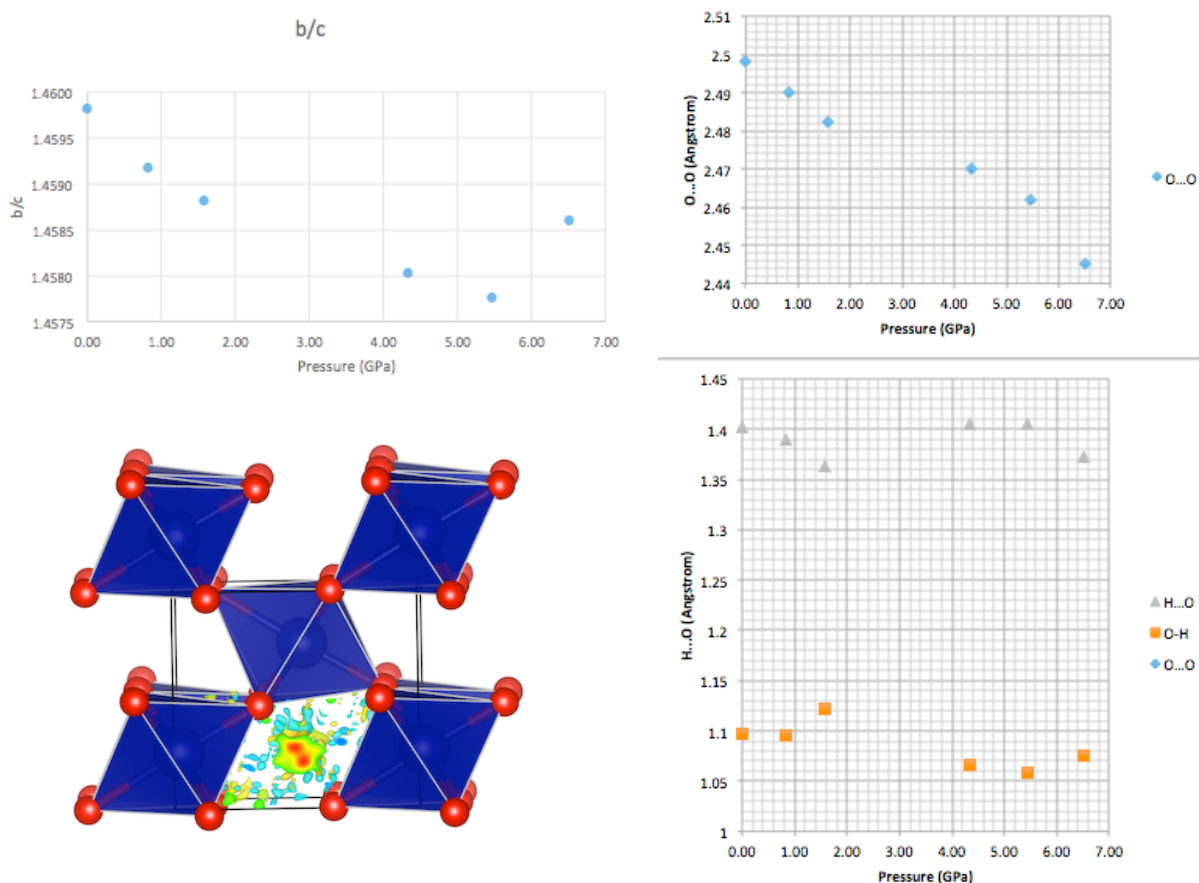 b/c
b/c
1.4600
1.4595
1.4590
1.4585
1.4580
1.4575
0.00 1.00 2.00 3.00 4.00 5.00 6.00 7.00
Pressure (GPa)
O...O (Angstrom)
2.51
2.5
2.49
2.48
2.47
2.46
2.45
2.44
0.00 1.00 2.00 3.00 4.00 5.00 6.00 7.00
Pressure (GPa)
O...O
H...O (Angstrom)
1.45
1.4
1.35
1.3
1.25
1.2
1.15
1.1
1.05
1
0.00 1.00 2.00 3.00 4.00 5.00 6.00 7.00
Pressure (GPa)
H...O
O-H
O...O